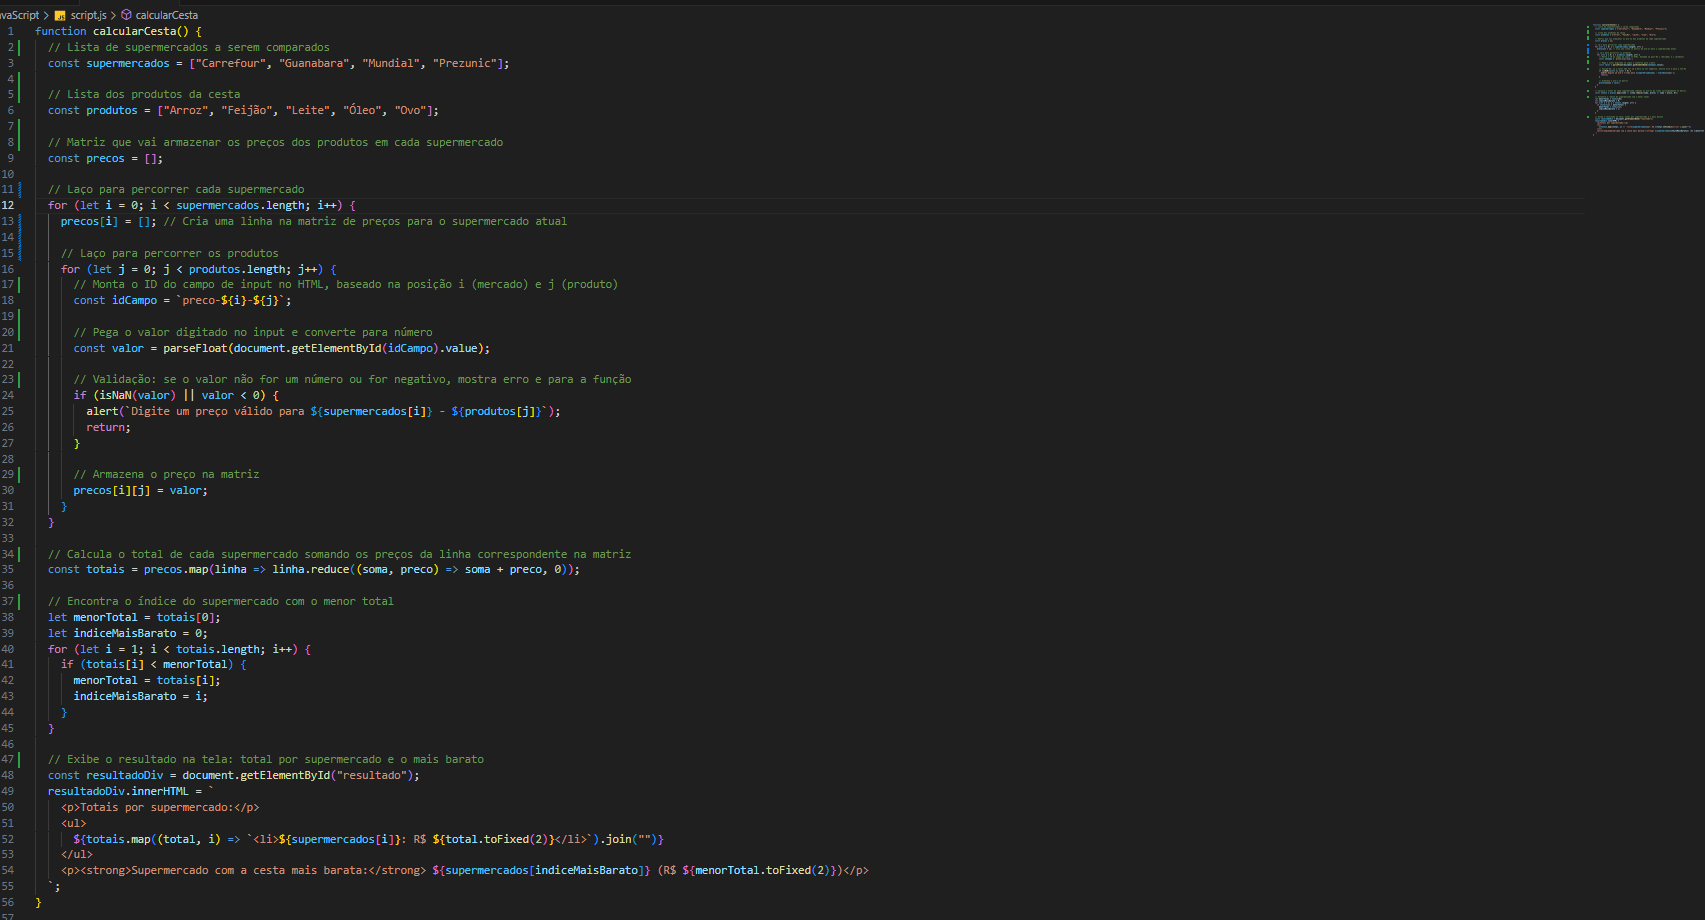 vaScript > script.js > calcularCesta
1 function calcularCesta() {
2 // Lista de supermercados a serem comparados
3 const supermercados = ["Carrefour", "Guanabara", "Mundial", "Prezunic"];
4
5 // Lista dos produtos da cesta
6 const produtos = ["Arroz", "Feijão", "Leite", "Óleo", "Ovo"];
7
8 // Matriz que vai armazenar os preços dos produtos em cada supermercado
9 const precos = [];
10
11 // Laço para percorrer cada supermercado
12 for (let i = 0; i < supermercados.length; i++) {
13 precos[i] = []; // Cria uma linha na matriz de preços para o supermercado atual
14
15 // Laço para percorrer os produtos
16 for (let j = 0; j < produtos.length; j++) {
17 // Monta o ID do campo de input no HTML, baseado na posição i (mercado) e j (produto)
18 const idCampo = `preco-${i}-${j}`;
19
20 // Pega o valor digitado no input e converte para número
21 const valor = parseFloat(document.getElementById(idCampo).value);
22
23 // Validação: se o valor não for um número ou for negativo, mostra erro e para a função
24 if (isNaN(valor) || valor < 0) {
25 alert(`Digite um preço válido para ${supermercados[i]} - ${produtos[j]}`);
26 return;
27 }
28
29 // Armazena o preço na matriz
30 precos[i][j] = valor;
31 }
32 }
33
34 // Calcula o total de cada supermercado somando os preços da linha correspondente na matriz
35 const totais = precos.map(linha => linha.reduce((soma, preco) => soma + preco, 0));
36
37 // Encontra o índice do supermercado com o menor total
38 let menorTotal = totais[0];
39 let indiceMaisBarato = 0;
40 for (let i = 1; i < totais.length; i++) {
41 if (totais[i] < menorTotal) {
42 menorTotal = totais[i];
43 indiceMaisBarato = i;
44 }
45 }
46
47 // Exibe o resultado na tela: total por supermercado e o mais barato
48 const resultadoDiv = document.getElementById("resultado");
49 resultadoDiv.innerHTML = `
50 <p>Totais por supermercado:</p>
51 <ul>
52 ${totais.map((total, i) => `<li>${supermercados[i]}: R$ ${total.toFixed(2)}</li>`).join("")}
53 </ul>
54 <p><strong>Supermercado com a cesta mais barata:</strong> ${supermercados[indiceMaisBarato]} (R$ ${menorTotal.toFixed(2)})</p>
55 `;
56 }
57